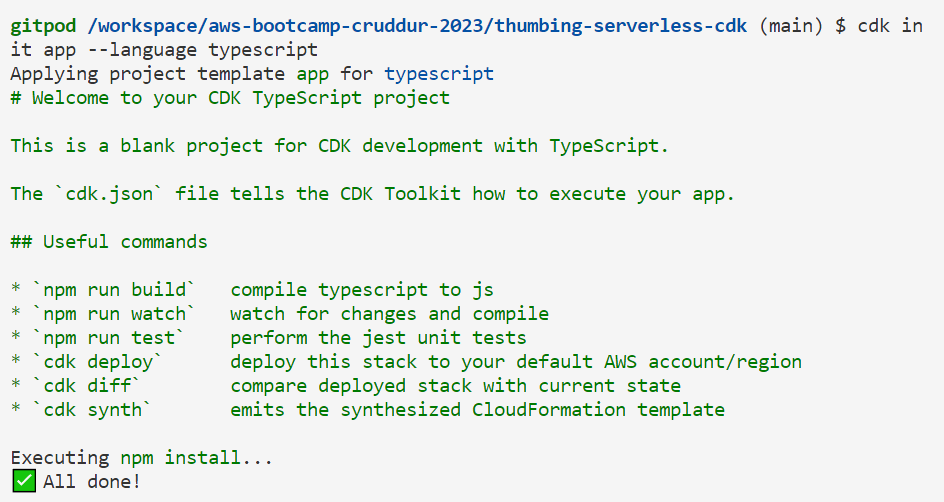 gitpod /workspace/aws-bootcamp-cruddur-2023/thumbing-serverless-cdk (main) $ cdk in
it app --language typescript
Applying project template app for typescript
# Welcome to your CDK TypeScript project
This is a blank project for CDK development with TypeScript.
The `cdk.json` file tells the CDK Toolkit how to execute your app.
## Useful commands
* `npm run build`   compile typescript to js
* `npm run watch`   watch for changes and compile
* `npm run test`    perform the jest unit tests
* `cdk deploy`      deploy this stack to your default AWS account/region
* `cdk diff`        compare deployed stack with current state
* `cdk synth`       emits the synthesized CloudFormation template
Executing npm install...
✅ All done!